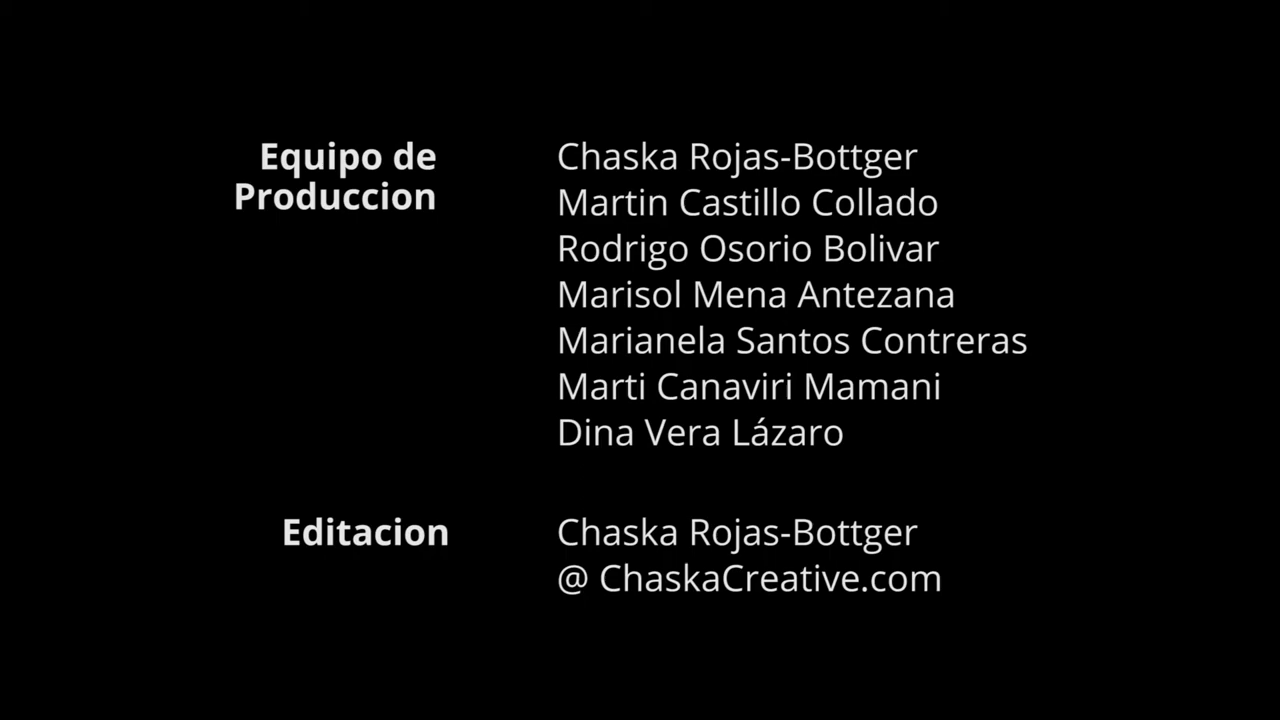 Equipo de
Produccion
Chaska Rojas-Bottger
Martin Castillo Collado
Rodrigo Osorio Bolivar
Marisol Mena Antezana
Marianela Santos Contreras
Marti Canaviri Mamani
Dina Vera Lázaro
Editacion
Chaska Rojas-Bottger
@ ChaskaCreative.com